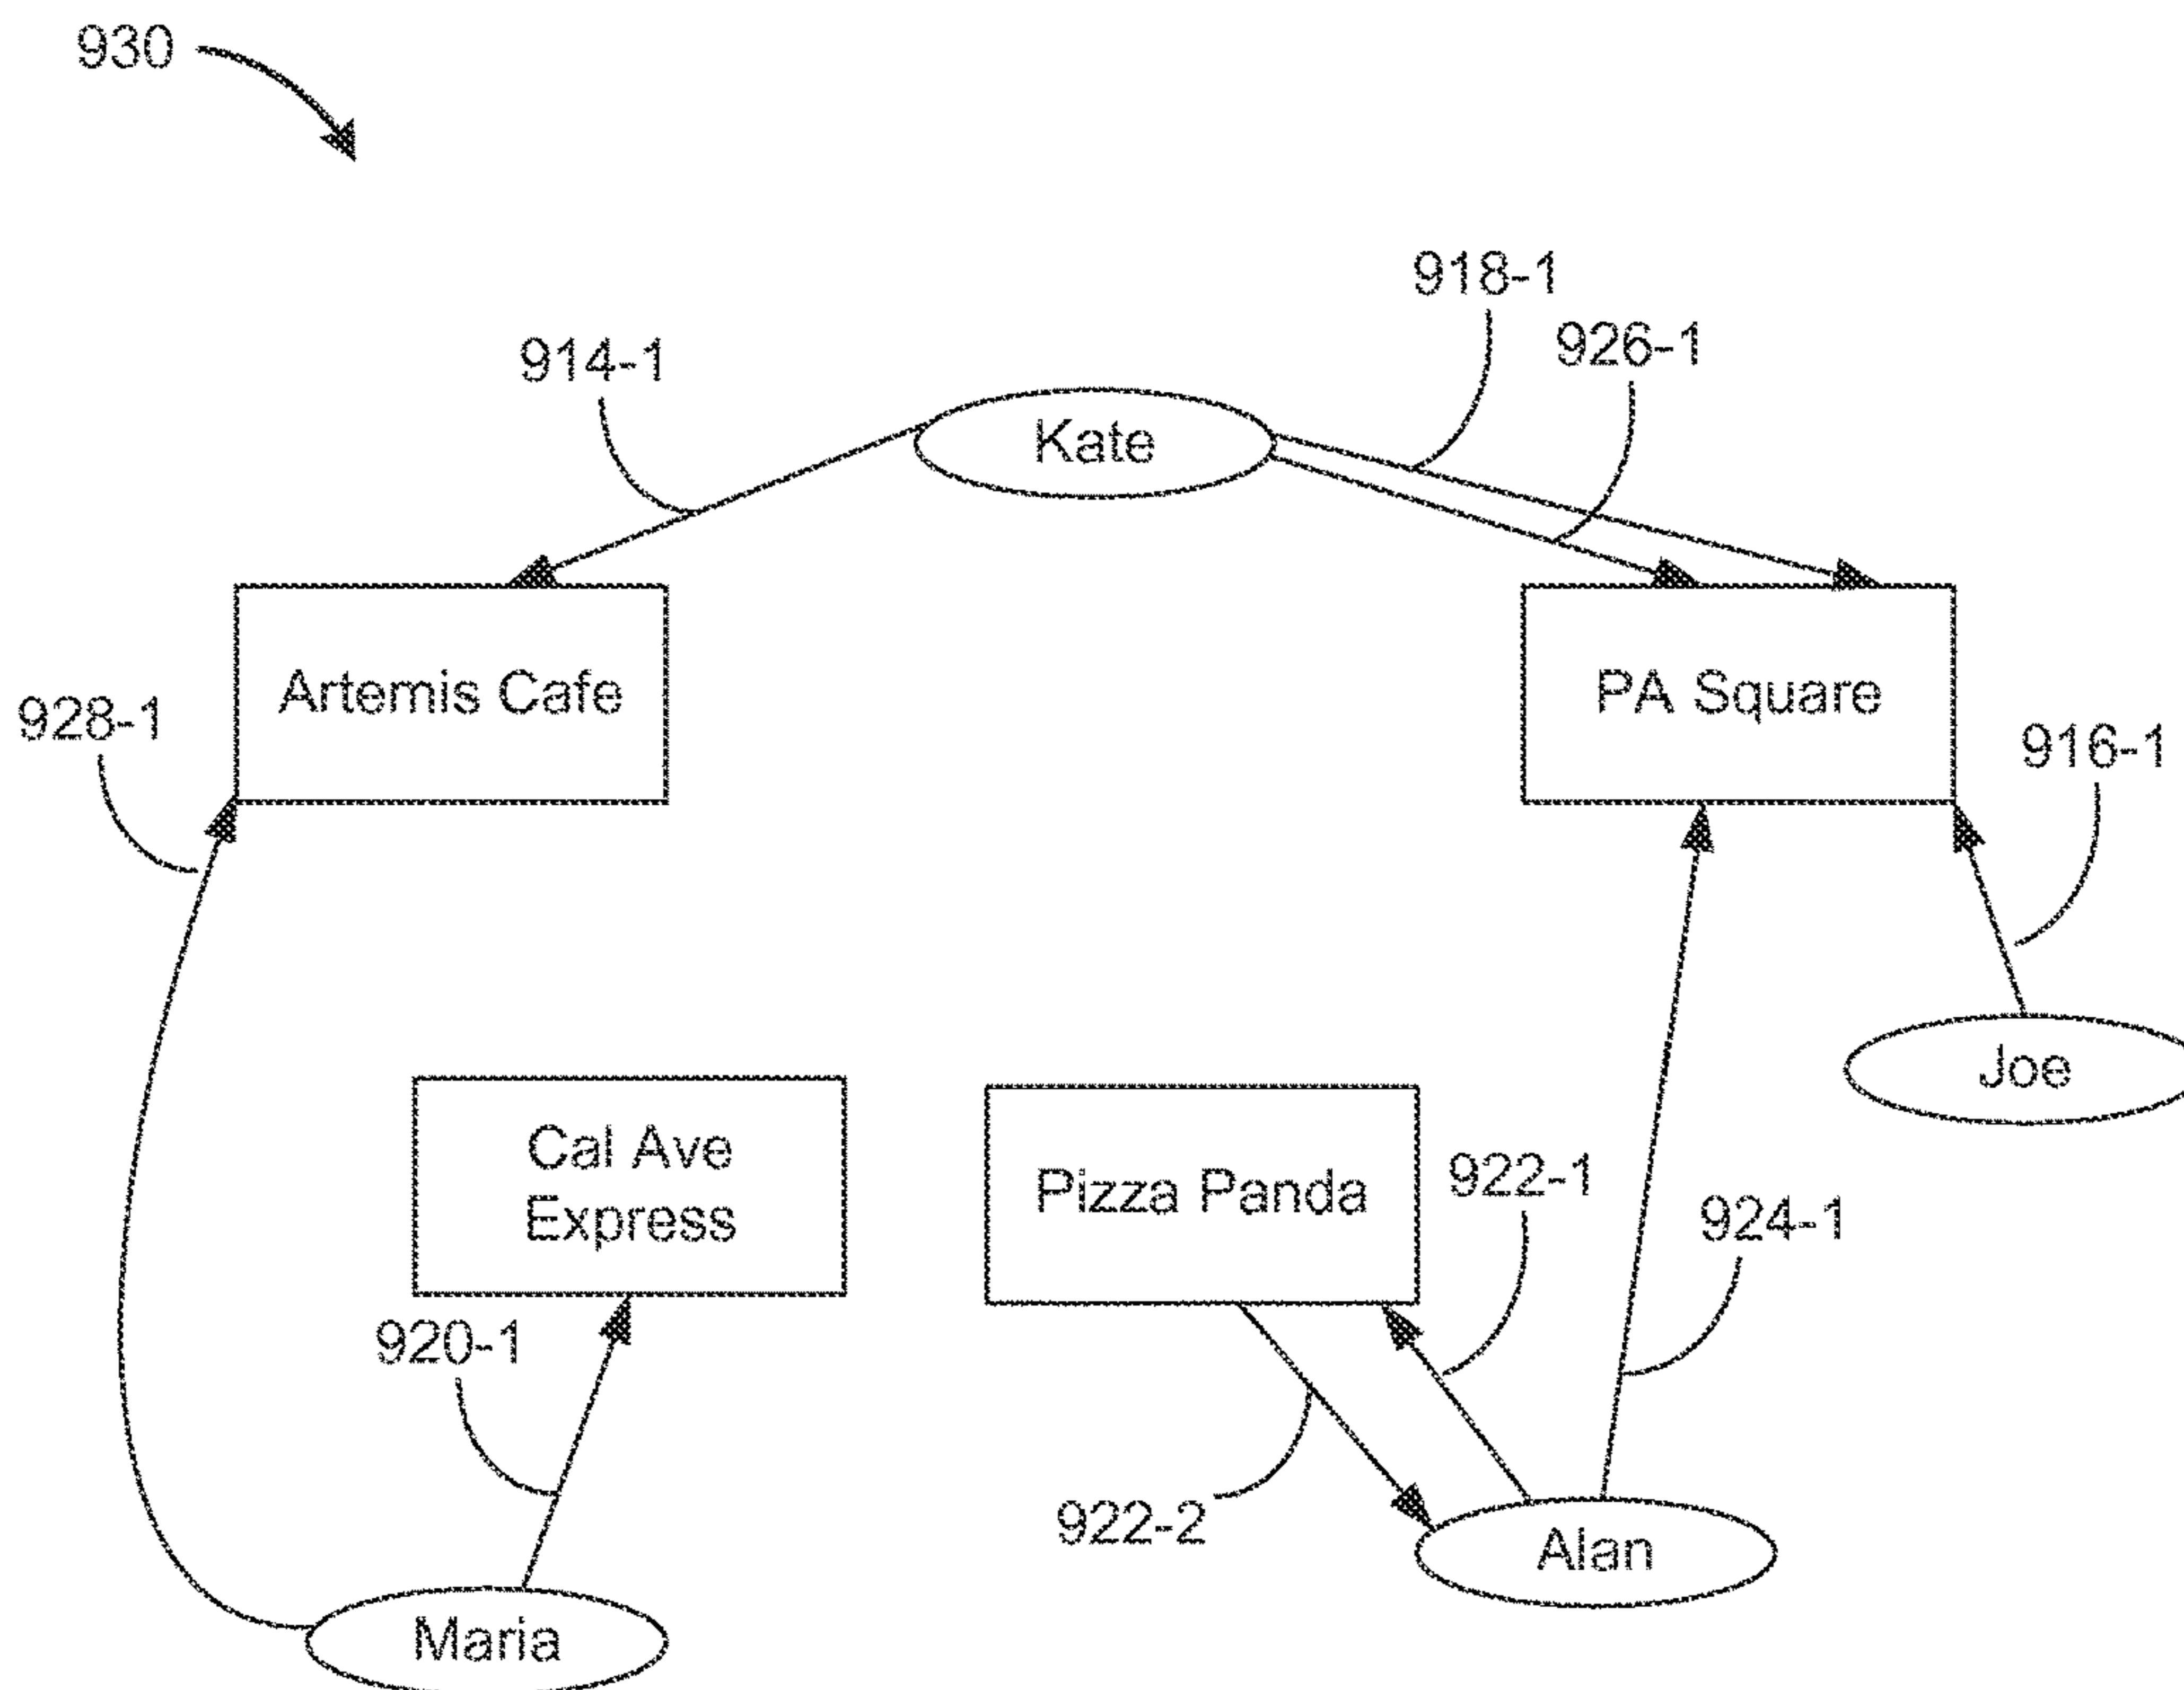 930
918-1
926-1
914-1
Kate
Artemis Cafe
PA Square
928-1
916-1
Joe
Cal Ave
Express
Pizza Panda
922-1
924-1
920-1
922-2
Alan
Maria